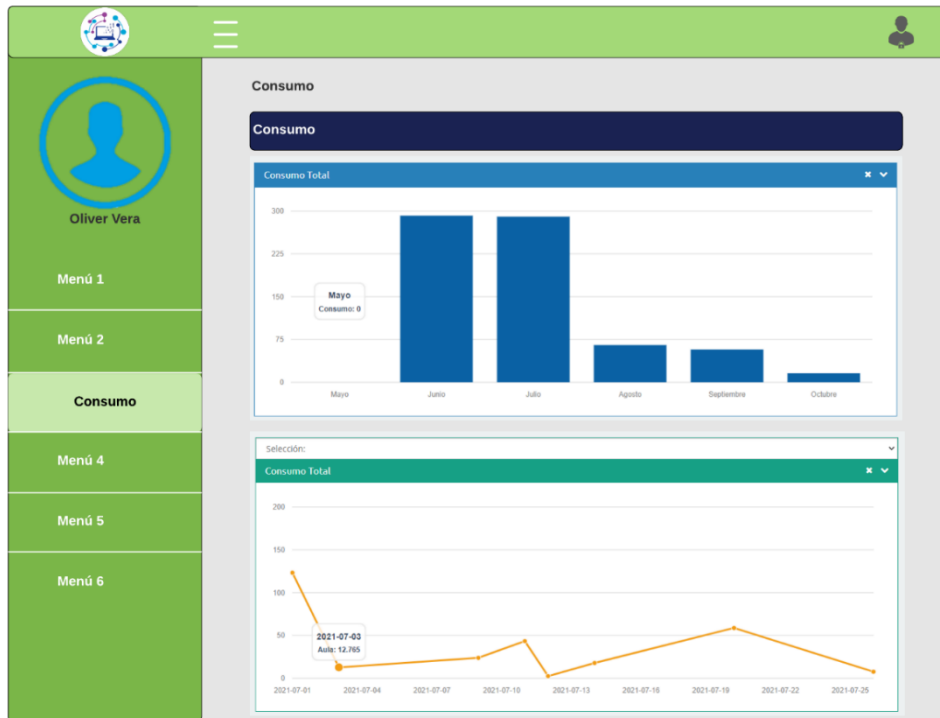 Consumo
Consumo
Oliver Vera
Menú 1
Menú 2
Consumo
Menú 4
Menú 5
Menú 6
Consumo Total
300
225
150
75
0
Mayo
Consumo: 0
Mayo Junio Julio Agosto Septiembre Octubre
Selección:
Consumo Total
200
150
100
50
0
2021-07-03
Aula: 12.765
2021-07-01 2021-07-04 2021-07-07 2021-07-10 2021-07-13 2021-07-16 2021-07-19 2021-07-22 2021-07-25